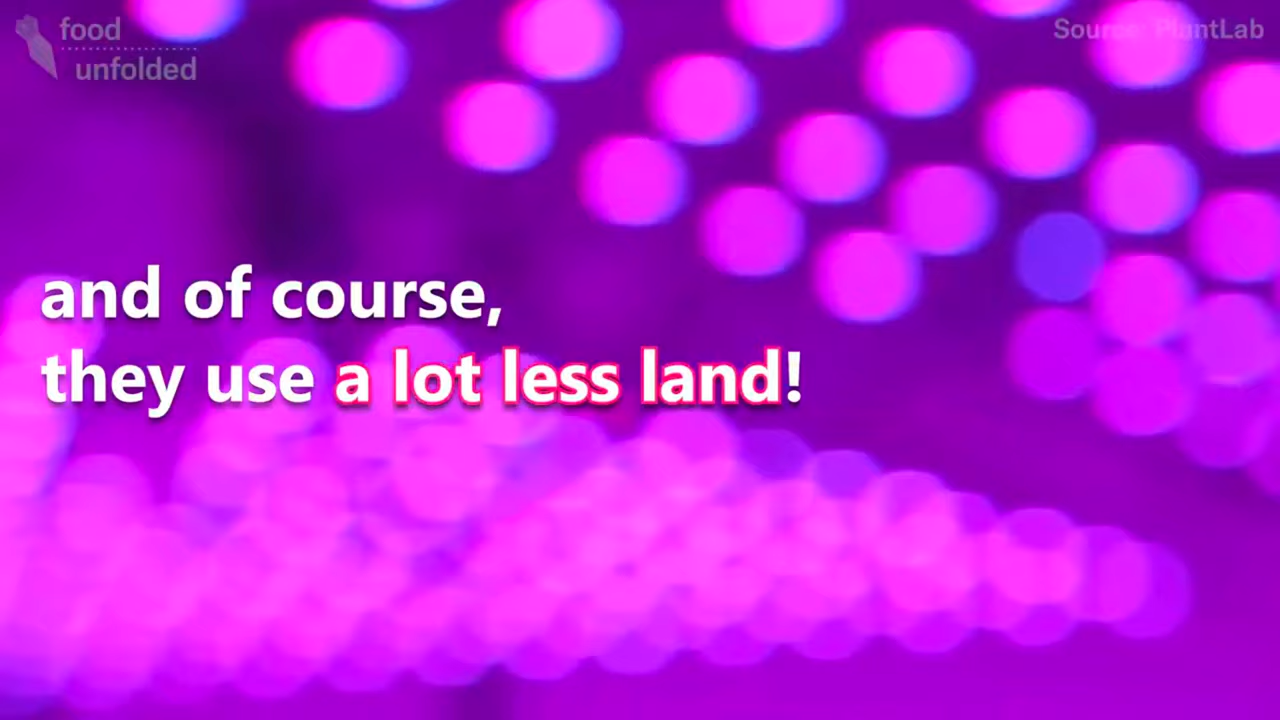 food
unfolded
Source: PlantLab
and of course,
they use a lot less land!